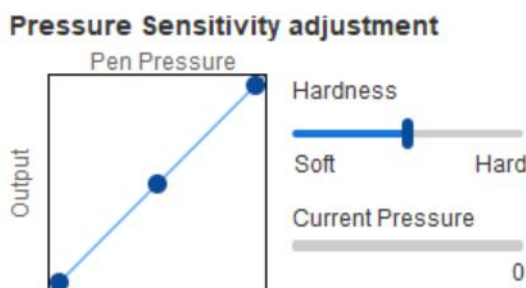 Pressure Sensitivity adjustment
Pen Pressure
Output
Hardness
Soft
Hard
Current Pressure
0